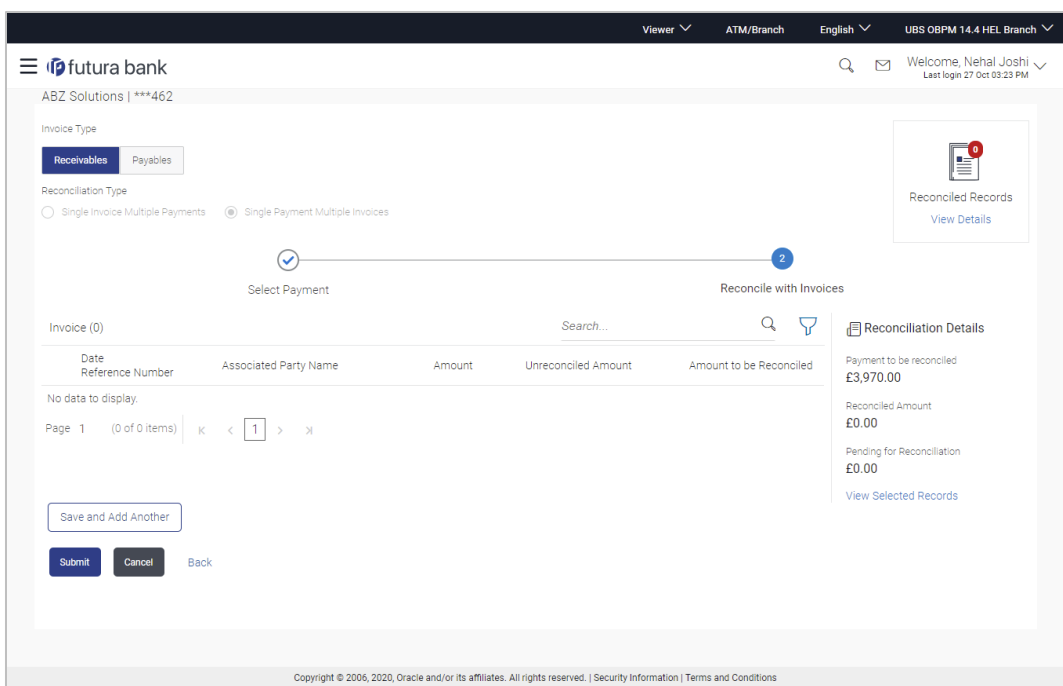 Viewer ATM/Branch English UBS OBPM 14.4 HEL Branch
futura bank
Welcome, Nehal Joshi
Last login 27 Oct 03:23 PM
ABZ Solutions | ***462
Invoice Type
Receivables Payables
Reconciliation Type
Single Invoice Multiple Payments Single Payment Multiple Invoices
0
Reconciled Records
View Details
2
Select Payment Reconcile with Invoices
Invoice (0) Search...
Date
Reference Number Associated Party Name Amount Unreconciled Amount Amount to be Reconciled
No data to display.
Page 1 (0 of 0 items) 1
Reconciliation Details
Payment to be reconciled
£3,970.00
Reconciled Amount
£0.00
Pending for Reconciliation
£0.00
View Selected Records
Save and Add Another
Submit Cancel Back
Copyright © 2006, 2020, Oracle and/or its affiliates. All rights reserved. | Security Information | Terms and Conditions